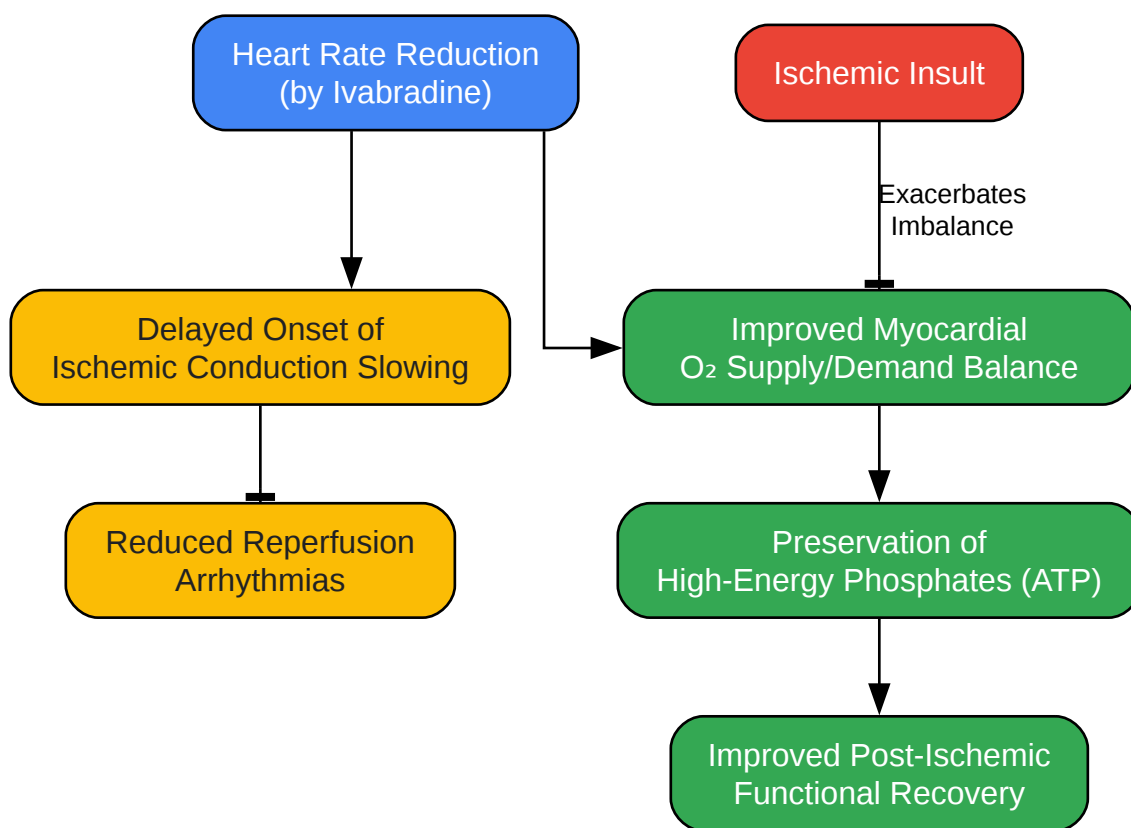 Heart Rate Reduction
(by Ivabradine)
Ischemic Insult
Exacerbates
Imbalance
Delayed Onset of
Ischemic Conduction Slowing
Improved Myocardial
O₂ Supply/Demand Balance
Reduced Reperfusion
Arrhythmias
Preservation of
High-Energy Phosphates (ATP)
Improved Post-Ischemic
Functional Recovery